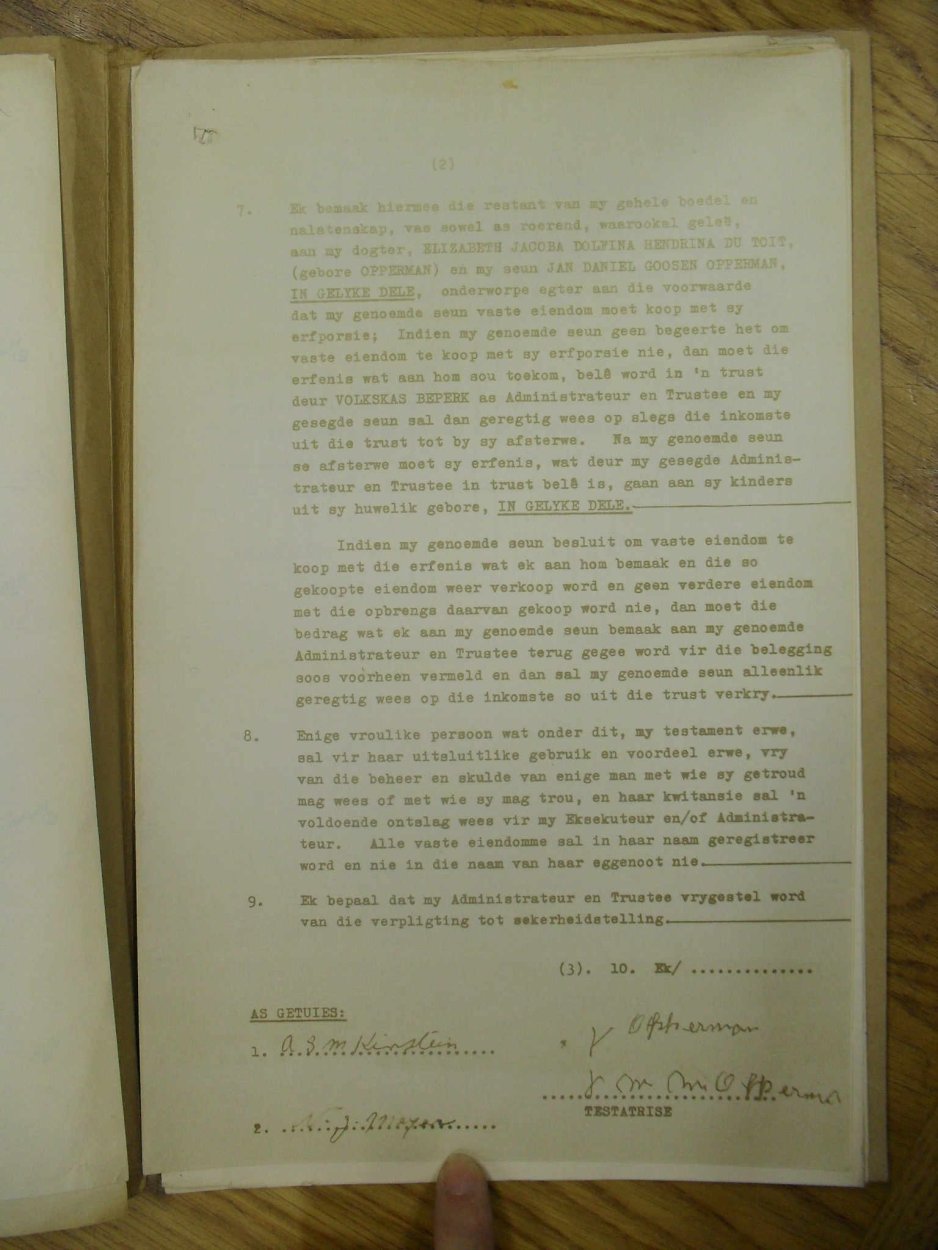 (2)
7. Ek bemaak hiermee die restant van my gehele boedel en
nalatenskap, vas sowel as roerend, waarookal geleë,
aan my dogter, ELIZABETH JACOBA DOLFINA HENDRINA DU TOIT,
(gebore OPPERMAN) en my seun JAN DANIEL GOOSEN OPPERMAN,
IN GELYKE DELE, onderworpe egter aan die voorwaarde
dat my genoemde seun vaste eiendom moet koop met sy
erfporsie; Indien my genoemde seun geen begeerte het om
vaste eiendom te koop met sy erfporsie nie, dan moet die
erfenis wat aan hom sou toekom, belê word in 'n trust
deur VOLKSKAS BEPERK as Administrateur en Trustee en my
gesegde seun sal dan geregtig wees op slegs die inkomste
uit die trust tot by sy afsterwe. Na my genoemde seun
se afsterwe moet sy erfenis, wat deur my gesegde Adminis-
trateur en Trustee in trust belê is, gaan aan sy kinders
uit sy huwelik gebore, IN GELYKE DELE.
Indien my genoemde seun besluit om vaste eiendom te
koop met die erfenis wat ek aan hom bemaak en die so
gekoopte eiendom weer verkoop word en geen verdere eiendom
met die opbrengs daarvan gekoop word nie, dan moet die
bedrag wat ek aan my genoemde seun bemaak aan my genoemde
Administrateur en Trustee terug gegee word vir die belegging
soos voorheen vermeld en dan sal my genoemde seun alleenlik
geregtig wees op die inkomste so uit die trust verkry.
8. Enige vroulike persoon wat onder dit, my testament erwe,
sal vir haar uitsluitlike gebruik en voordeel erwe, vry
van die beheer en skulde van enige man met wie sy getroud
mag wees of met wie sy mag trou, en haar kwitansie sal 'n
voldoende ontslag wees vir my Eksekuteur en/of Administra-
teur. Alle vaste eiendomme sal in haar naam geregistreer
word en nie in die naam van haar eggenoot nie.
9. Ek bepaal dat my Administrateur en Trustee vrygestel word
van die verpligting tot sekerheidstelling.
(3). 10. Ek/ ..............
AS GETUIES:
1. A S M Kirstein
Opperman
M M Opperman
TESTATRISE
2.